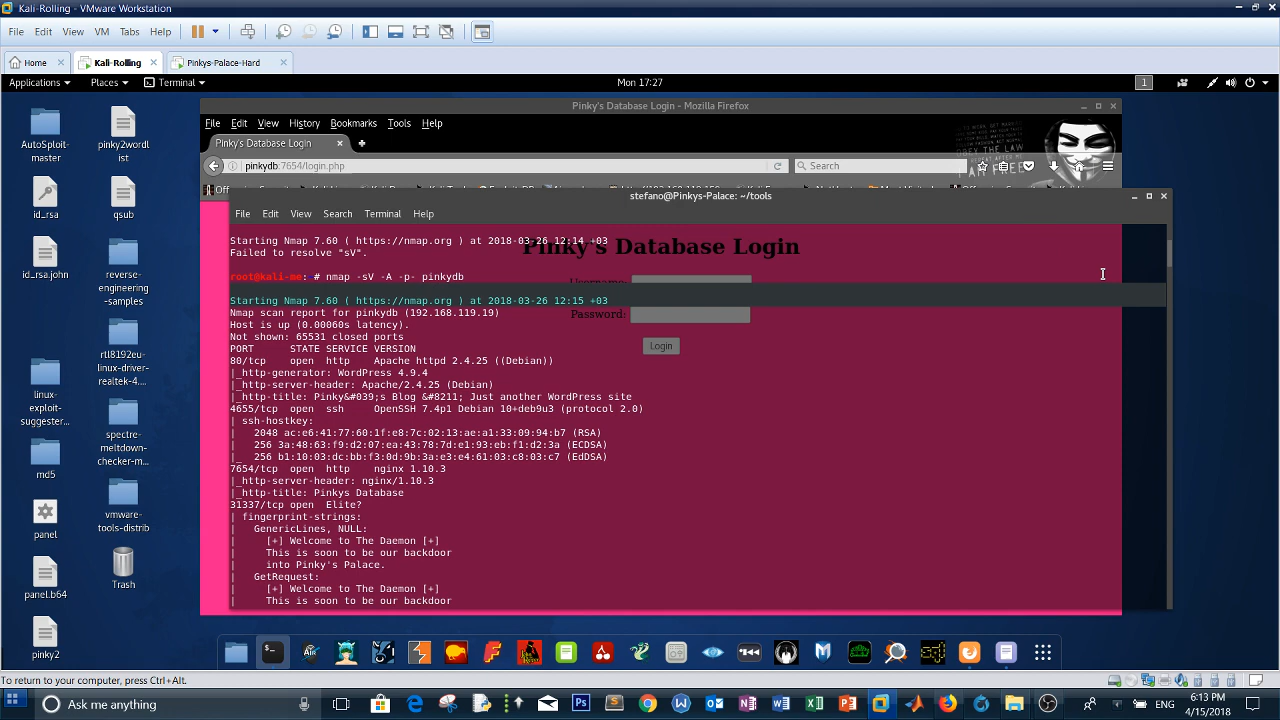 Kali-Rolling - VMware Workstation
File Edit View VM Tabs Help
Home Kali-Rolling Pinkys-Palace-Hard
Applications Places Terminal Mon 17:27 1
Pinky's Database Login - Mozilla Firefox
File Edit View History Bookmarks Tools Help
Pinky's Database Login
OBEY THE LAW
I AM FREE
pinkydb:7654/login.php Search
stefano@Pinkys-Palace: ~/tools
File Edit View Search Terminal Help
Pinky's Database Login
Password:
Login
Starting Nmap 7.60 ( https://nmap.org ) at 2018-03-26 12:14 +03
Failed to resolve "sV".
root@kali-me:~# nmap -sV -A -p- pinkydb
Starting Nmap 7.60 ( https://nmap.org ) at 2018-03-26 12:15 +03
Nmap scan report for pinkydb (192.168.119.19)
Host is up (0.00060s latency).
Not shown: 65531 closed ports
PORT STATE SERVICE VERSION
80/tcp open http Apache httpd 2.4.25 ((Debian))
|_http-generator: WordPress 4.9.4
|_http-server-header: Apache/2.4.25 (Debian)
|_http-title: Pinky&#039;s Blog &#8211; Just another WordPress site
4655/tcp open ssh OpenSSH 7.4p1 Debian 10+deb9u3 (protocol 2.0)
| ssh-hostkey:
| 2048 ac:e6:41:77:60:1f:e8:7c:02:13:ae:a1:33:09:94:b7 (RSA)
| 256 3a:48:63:f9:d2:07:ea:43:78:7d:e1:93:eb:f1:d2:3a (ECDSA)
|_ 256 b1:10:03:dc:bb:f3:0d:9b:3a:e3:e4:61:03:c8:03:c7 (EdDSA)
7654/tcp open http nginx 1.10.3
|_http-server-header: nginx/1.10.3
|_http-title: Pinkys Database
31337/tcp open Elite?
| fingerprint-strings:
| GenericLines, NULL:
| [+] Welcome to The Daemon [+]
| This is soon to be our backdoor
| into Pinky's Palace.
| GetRequest:
| [+] Welcome to The Daemon [+]
| This is soon to be our backdoor
AutoSploit-master
pinky2wordlist
id_rsa
qsub
id_rsa.john
reverse-engineering-samples
rtl8192eu-linux-driver-realtek-4...
linux-exploit-suggester...
spectre-meltdown-checker-m...
md5
vmware-tools-distrib
panel
panel.b64
Trash
pinky2
To return to your computer, press Ctrl+Alt.
Ask me anything
ENG
6:13 PM
4/15/2018